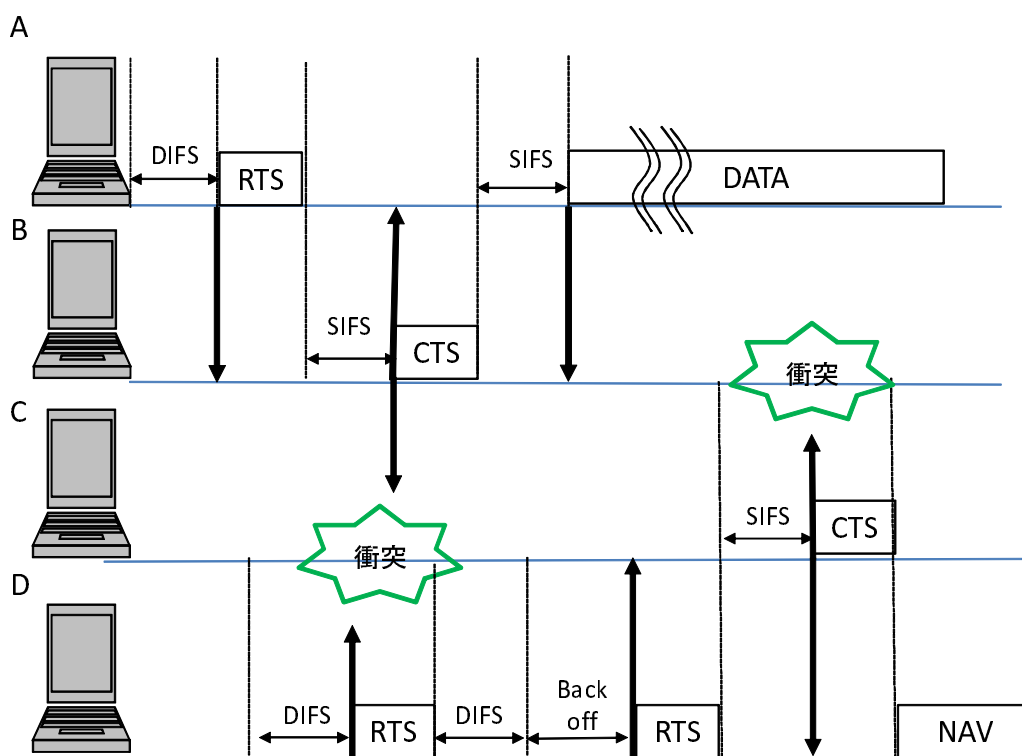 A
DIFS
RTS
SIFS
DATA
B
SIFS
CTS
衝突
C
SIFS
CTS
衝突
D
DIFS
RTS
DIFS
Back
off
RTS
NAV